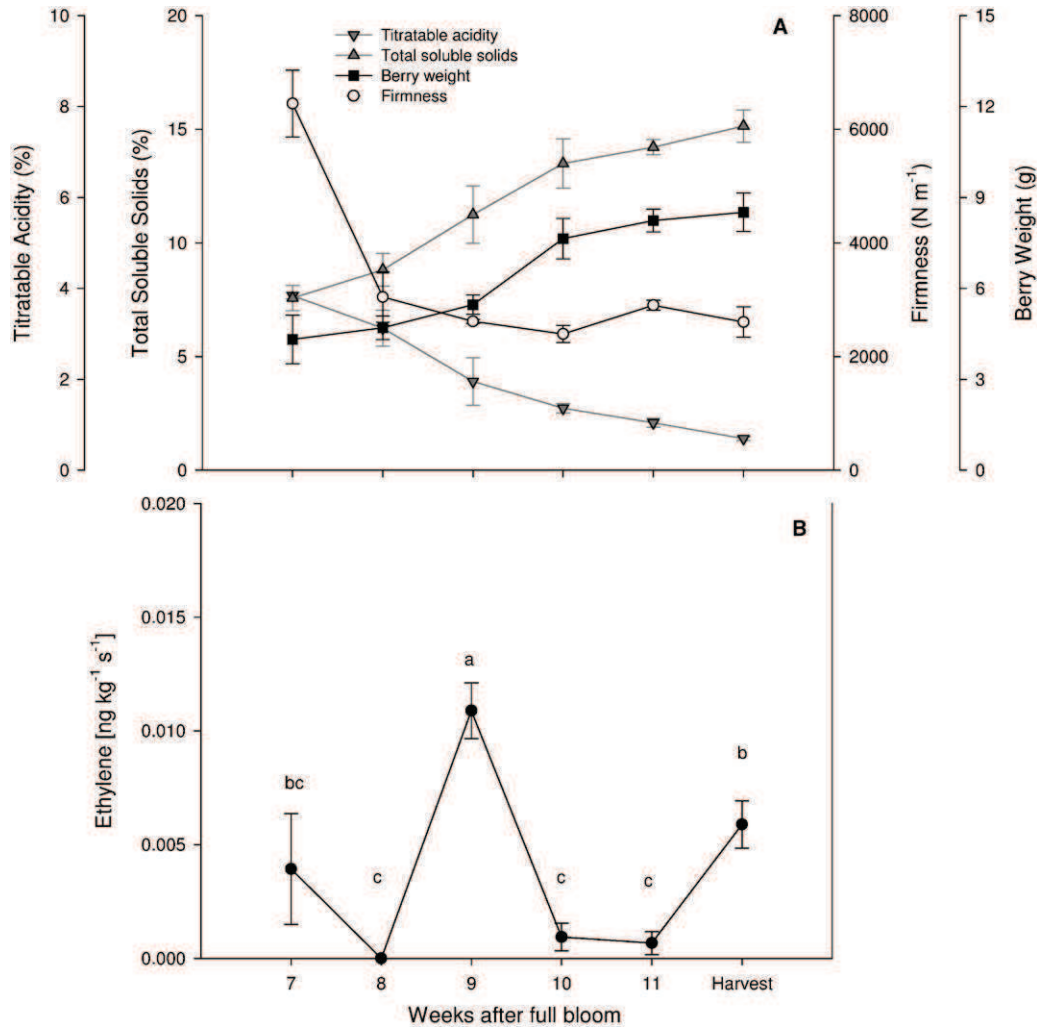 A
Titratable acidity
Total soluble solids
Berry weight
Firmness
Titratable Acidity (%)
10
8
6
4
2
0
Total Soluble Solids (%)
20
15
10
5
0
Firmness (N m⁻¹)
8000
6000
4000
2000
0
Berry Weight (g)
15
12
9
6
3
0
B
Ethylene [ng kg⁻¹ s⁻¹]
0.020
0.015
0.010
0.005
0.000
bc
c
a
c
c
b
7 8 9 10 11 Harvest
Weeks after full bloom